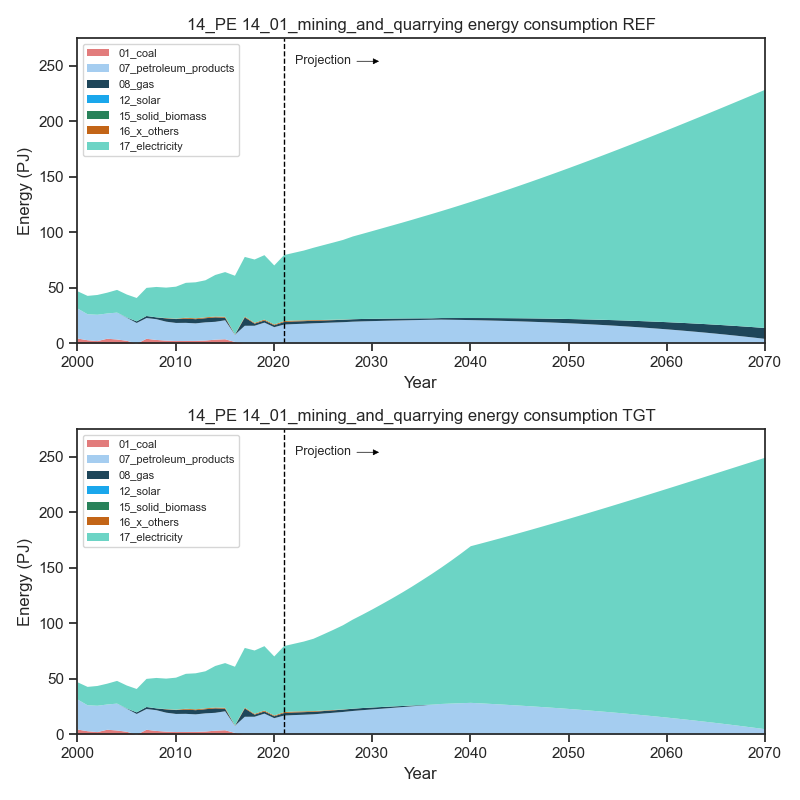 14_PE 14_01_mining_and_quarrying energy consumption REF
01_coal
07_petroleum_products
08_gas
12_solar
15_solid_biomass
16_x_others
17_electricity
Projection
Energy (PJ)
250
200
150
100
50
0
2000 2010 2020 2030 2040 2050 2060 2070
Year
14_PE 14_01_mining_and_quarrying energy consumption TGT
01_coal
07_petroleum_products
08_gas
12_solar
15_solid_biomass
16_x_others
17_electricity
Projection
Energy (PJ)
250
200
150
100
50
0
2000 2010 2020 2030 2040 2050 2060 2070
Year